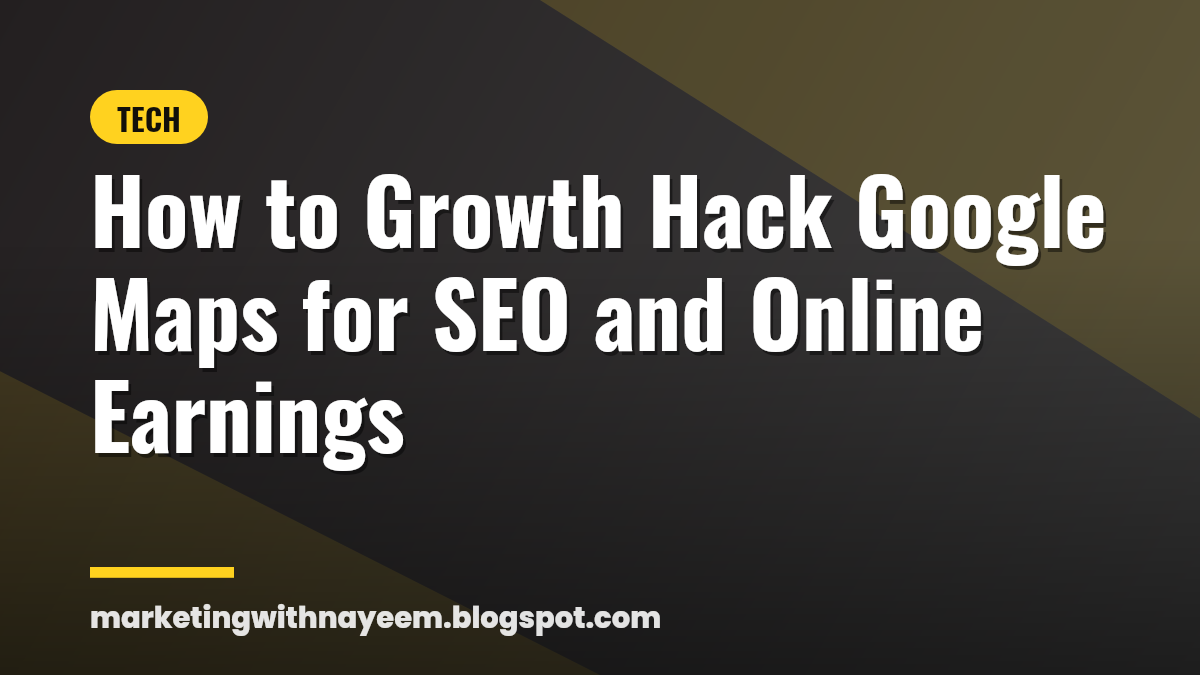 TECH
How to Growth Hack Google
Maps for SEO and Online
Earnings
marketingwithnayeem.blogspot.com